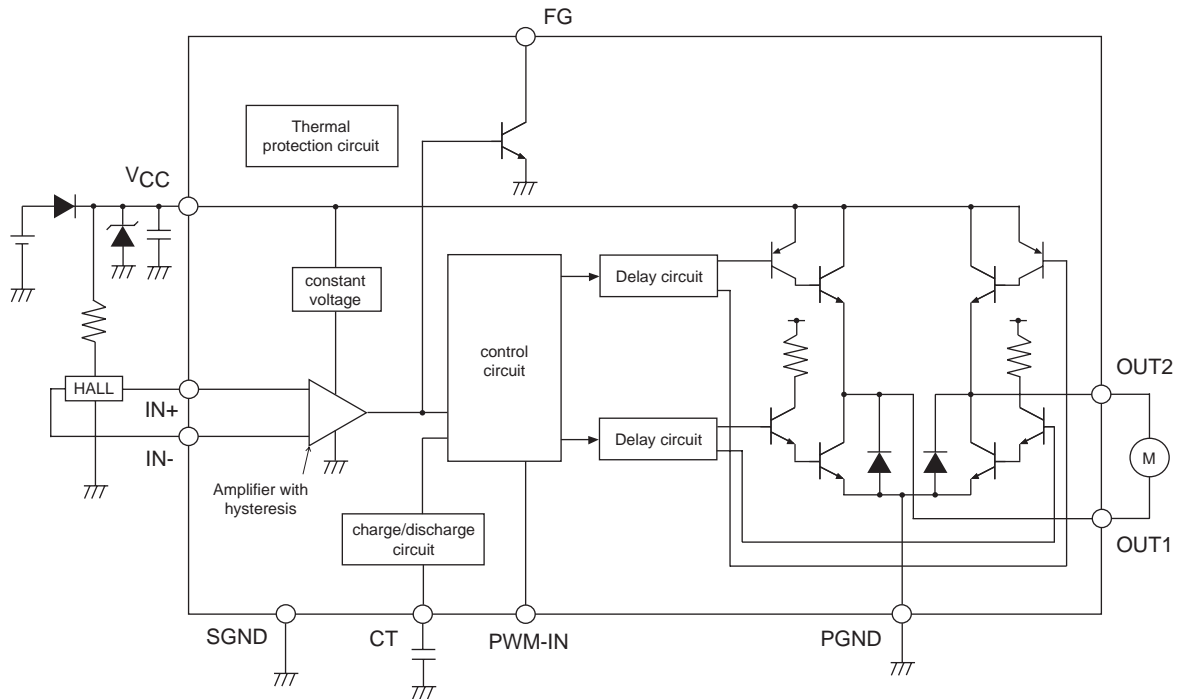 FG
Thermal
protection circuit
VCC
constant
voltage
Delay circuit
control
circuit
HALL
IN+
IN-
Delay circuit
OUT2
M
OUT1
Amplifier with
hysteresis
charge/discharge
circuit
SGND
CT
PWM-IN
PGND